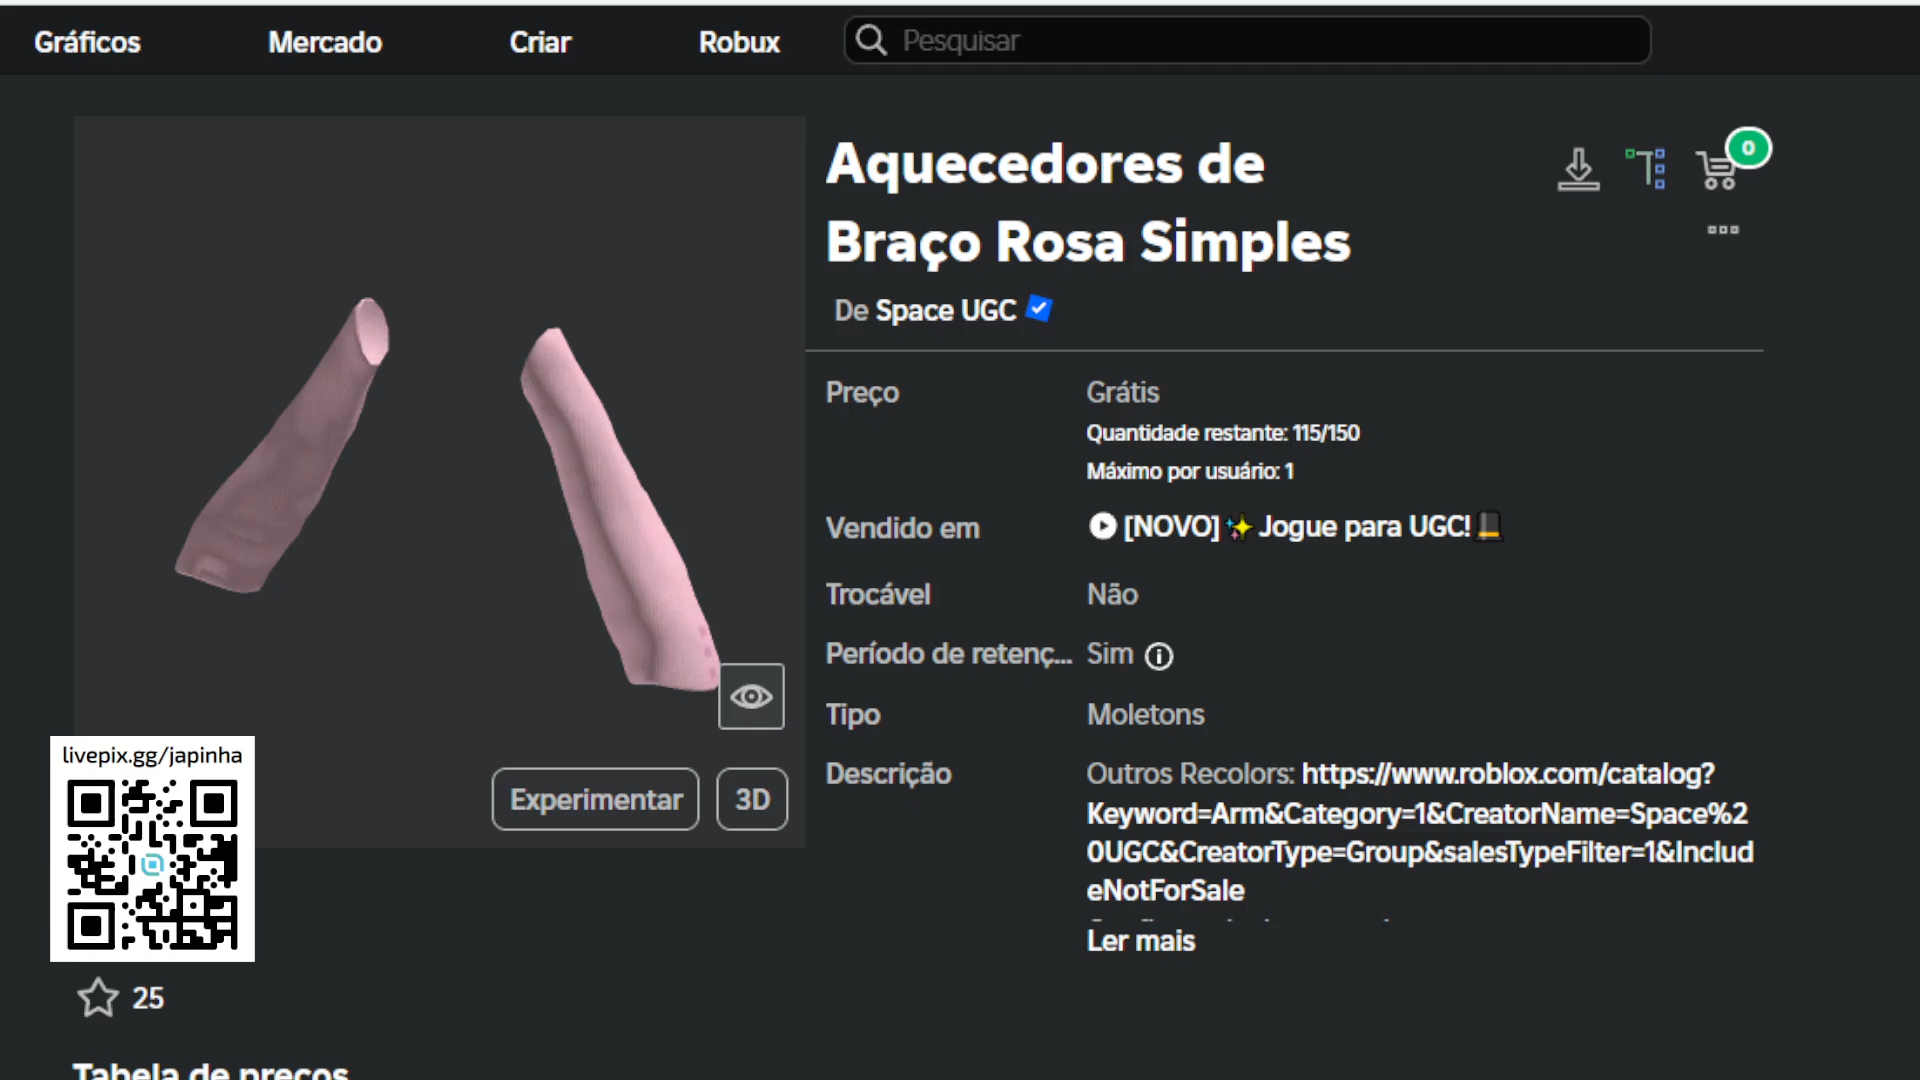 Gráficos Mercado Criar Robux Pesquisar
Aquecedores de
Braço Rosa Simples
0
De Space UGC
Preço Grátis
Quantidade restante: 115/150
Máximo por usuário: 1
Vendido em [NOVO]✨Jogue para UGC!
Trocável Não
Período de retenç... Sim
Tipo Moletons
Descrição Outros Recolors: https://www.roblox.com/catalog?
Keyword=Arm&Category=1&CreatorName=Space%2
0UGC&CreatorType=Group&salesTypeFilter=1&Includ
eNotForSale
Ler mais
Experimentar 3D
livepix.gg/japinha
25
Tabela de preços